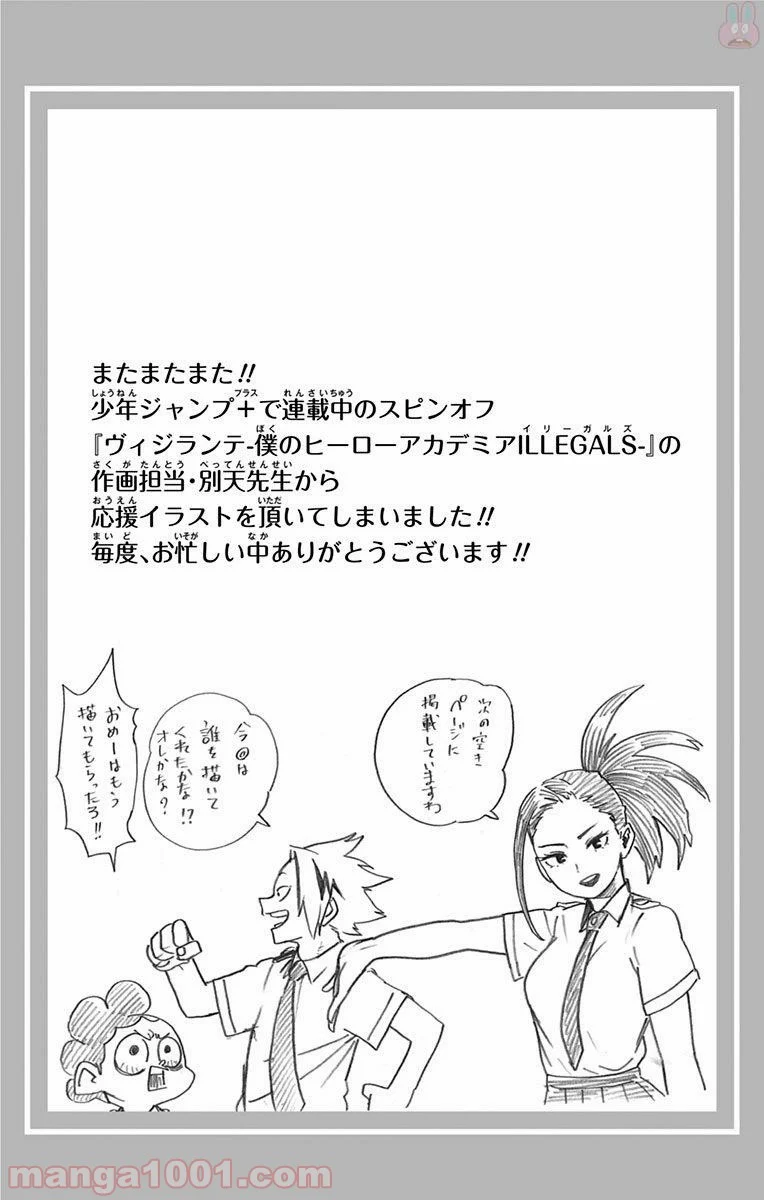 またまたまた!!
少年ジャンプ＋で連載中のスピンオフ
『ヴィジランテ-僕のヒーローアカデミアILLEGALS-』の
作画担当・別天先生から
応援イラストを頂いてしまいました!!
毎度、お忙しい中ありがとうございます!!
次の空き
ページに
掲載していますわ
今回は
誰を描いて
くれたかな!?
オレかな?
おめーはもう
描いてもらったろ!!
manga1001.com